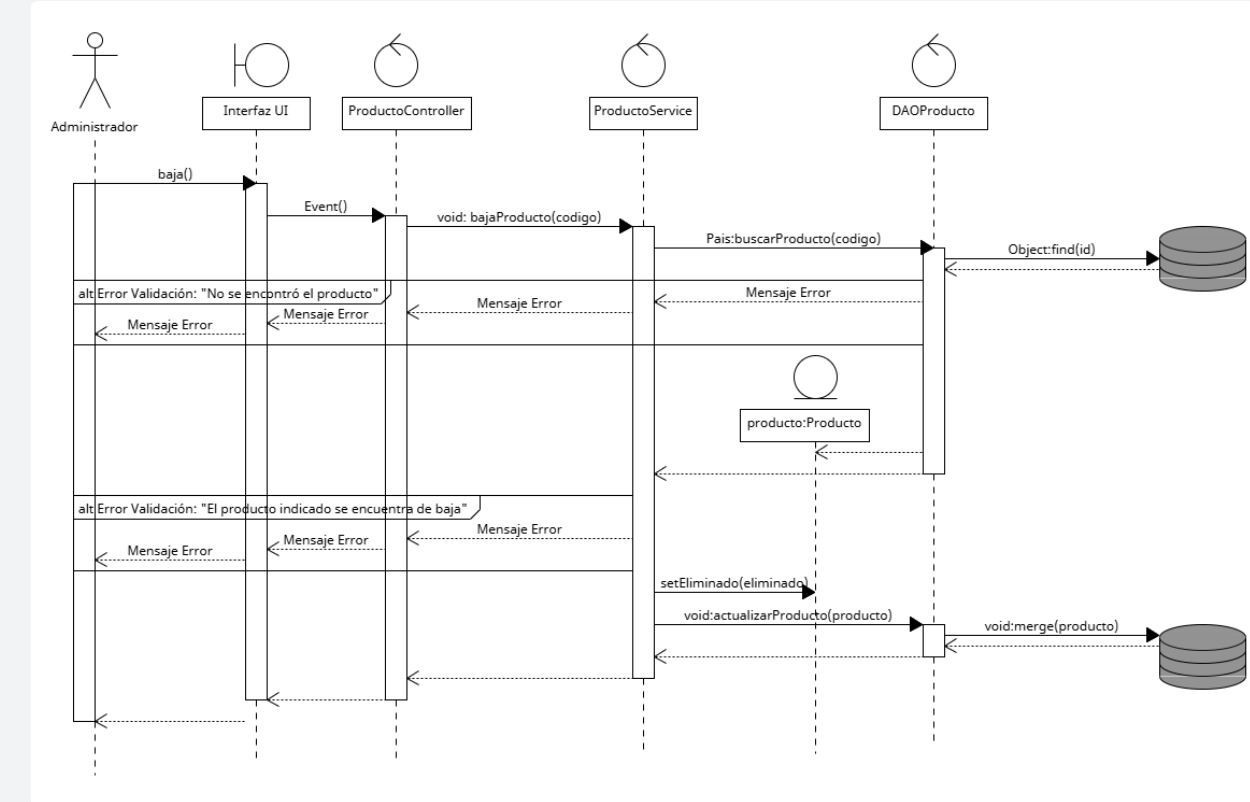 Administrador
Interfaz UI
ProductoController
ProductoService
DAOProducto
baja()
Event()
void: bajaProducto(codigo)
Pais:buscarProducto(codigo)
Object:find(id)
alt Error Validación: "No se encontró el producto"
Mensaje Error
Mensaje Error
Mensaje Error
Mensaje Error
producto:Producto
alt Error Validación: "El producto indicado se encuentra de baja"
Mensaje Error
Mensaje Error
Mensaje Error
setEliminado(eliminado)
void:actualizarProducto(producto)
void:merge(producto)